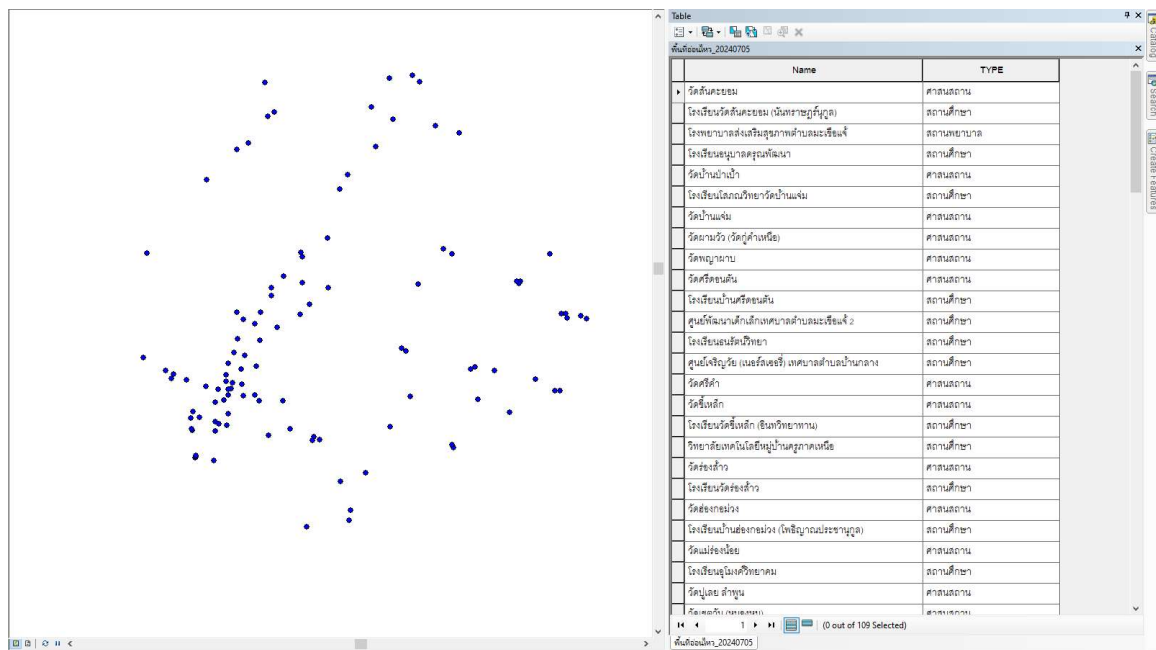 Table
พื้นที่อ่อนไหว_20240705
Name TYPE
วัดสันคะยอม ศาสนสถาน
โรงเรียนวัดสันคะยอม (นันทราษฎร์นุกูล) สถานศึกษา
โรงพยาบาลส่งเสริมสุขภาพตำบลมะเขือแจ้ สถานพยาบาล
โรงเรียนอนุบาลดรุณพัฒนา สถานศึกษา
วัดบ้านป่าเป้า ศาสนสถาน
โรงเรียนโสภณวิทยาวัดบ้านแจ่ม สถานศึกษา
วัดบ้านแจ่ม ศาสนสถาน
วัดผามวัว (วัดกู่คำเหนือ) ศาสนสถาน
วัดพญาผาบ ศาสนสถาน
วัดศรีดอนตัน ศาสนสถาน
โรงเรียนบ้านศรีดอนตัน สถานศึกษา
ศูนย์พัฒนาเด็กเล็กเทศบาลตำบลมะเขือแจ้ 2 สถานศึกษา
โรงเรียนอนรัตน์วิทยา สถานศึกษา
ศูนย์เจริญวัย (เนอร์สเซอรี่) เทศบาลตำบลบ้านกลาง สถานศึกษา
วัดศรีคำ ศาสนสถาน
วัดขี้เหล็ก ศาสนสถาน
โรงเรียนวัดขี้เหล็ก (อินทวิทยาทาน) สถานศึกษา
วิทยาลัยเทคโนโลยีหมู่บ้านครูภาคเหนือ สถานศึกษา
วัดร่องส้าว ศาสนสถาน
โรงเรียนวัดร่องส้าว สถานศึกษา
วัดฮ่องกอม่วง ศาสนสถาน
โรงเรียนบ้านฮ่องกอม่วง (โพธิญาณประชานุกูล) สถานศึกษา
วัดแม่ร่องน้อย ศาสนสถาน
โรงเรียนอุโมงค์วิทยาคม สถานศึกษา
วัดปูเลย ลำพูน ศาสนสถาน
วัดเชตวัน (หนองหมู) ศาสนสถาน
1 (0 out of 109 Selected)
พื้นที่อ่อนไหว_20240705
Catalog
Search
Create Features